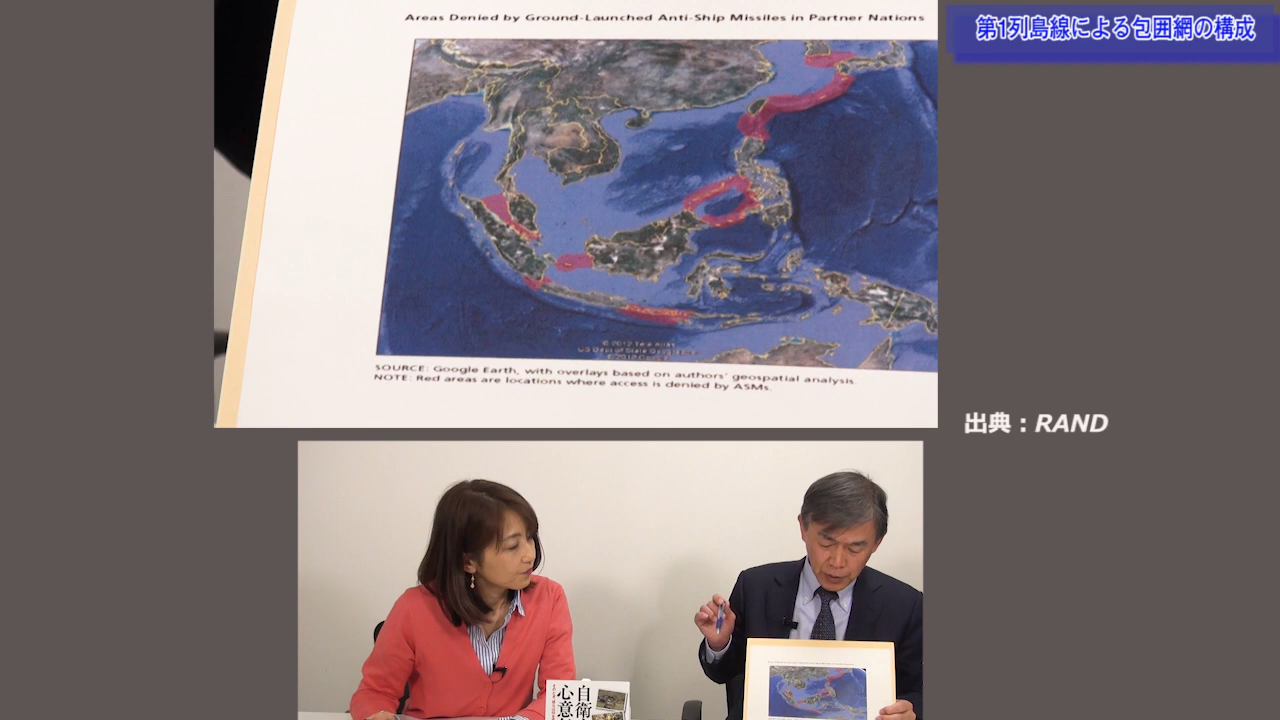 Areas Denied by Ground-Launched Anti-Ship Missiles in Partner Nations
第1列島線による包囲網の構成
SOURCE: Google Earth, with overlays based on authors' geospatial analysis.
NOTE: Red areas are locations where access is denied by ASMs.
出典：RAND
自衛
心意